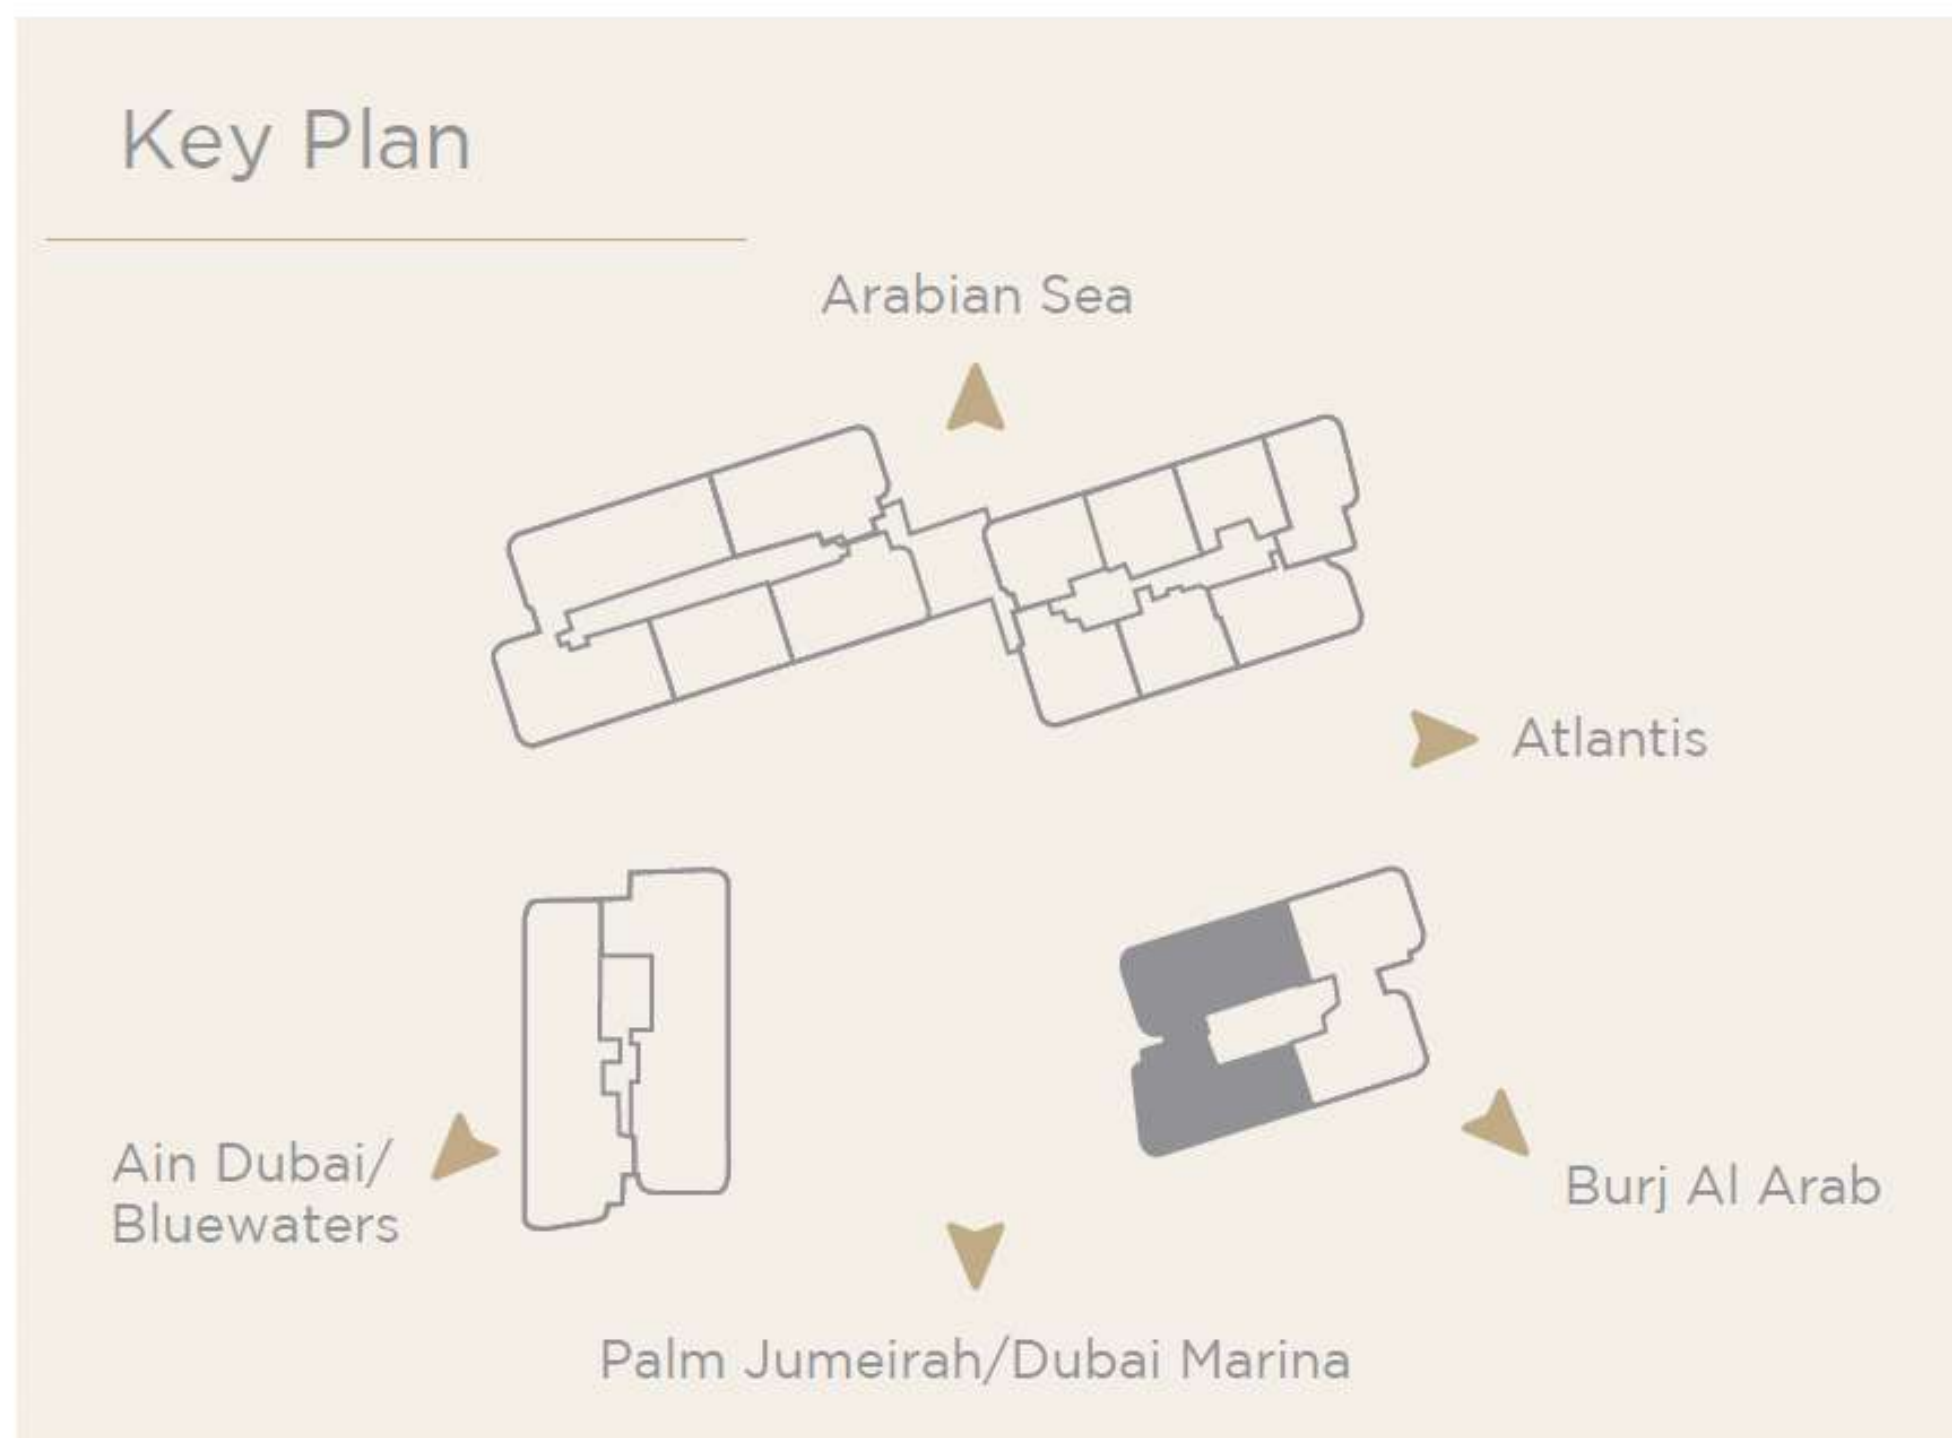 Key Plan
Arabian Sea
Atlantis
Ain Dubai/
Bluewaters
Burj Al Arab
Palm Jumeirah/Dubai Marina